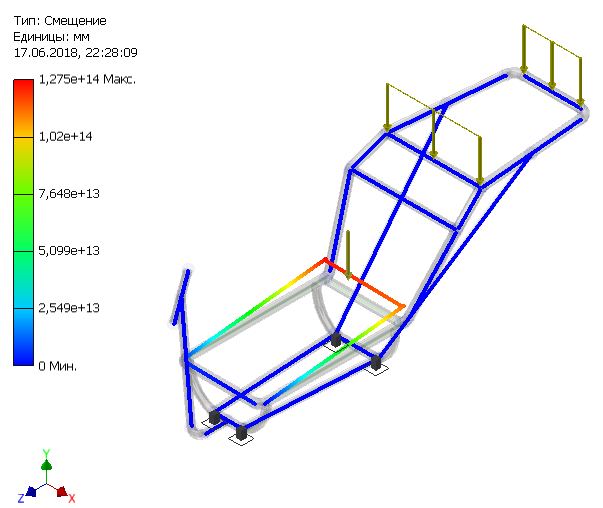 Тип: Смещение
Единицы: мм
17.06.2018, 22:28:09
1,275e+14 Макс.
1,02e+14
7,648e+13
5,099e+13
2,549e+13
0 Мин.
Y
Z
X